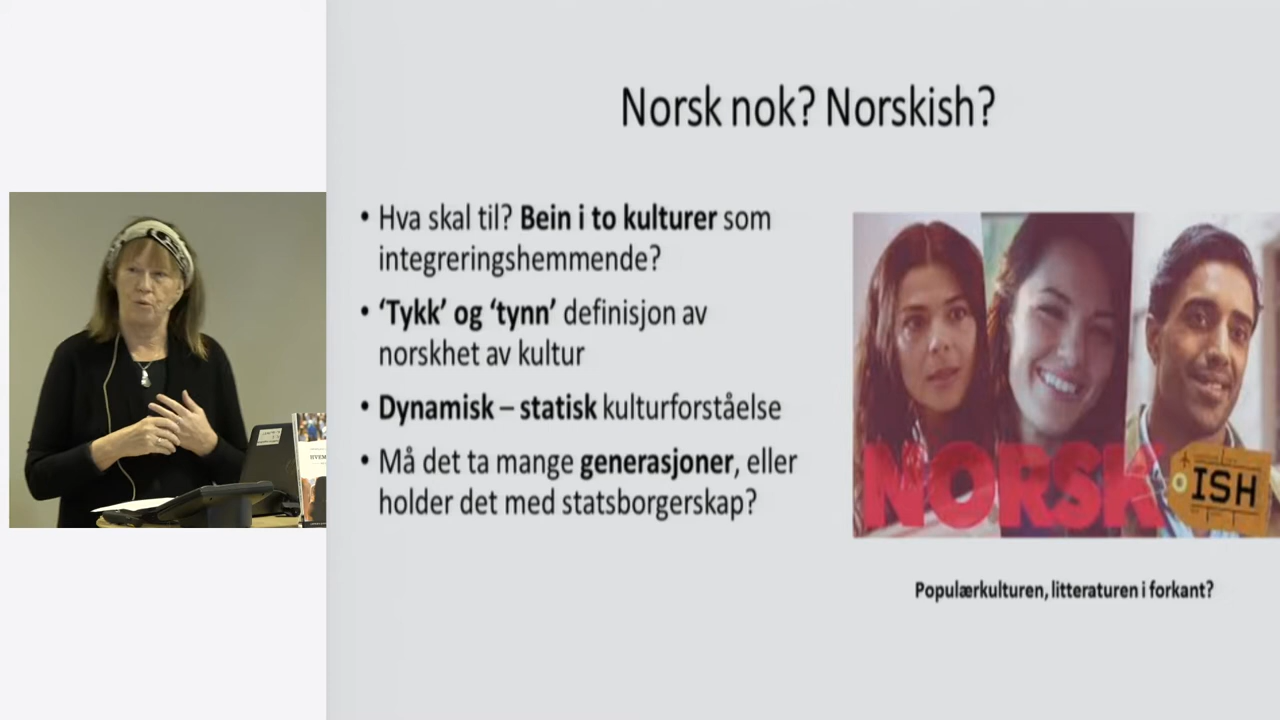 Norsk nok? Norskish?
• Hva skal til? Bein i to kulturer som
integreringshemmende?
• ‘Tykk’ og ‘tynn’ definisjon av
norskhet av kultur
• Dynamisk – statisk kulturforståelse
• Må det ta mange generasjoner, eller
holder det med statsborgerskap?
NORSK
ISH
Populærkulturen, litteraturen i forkant?
HVEM